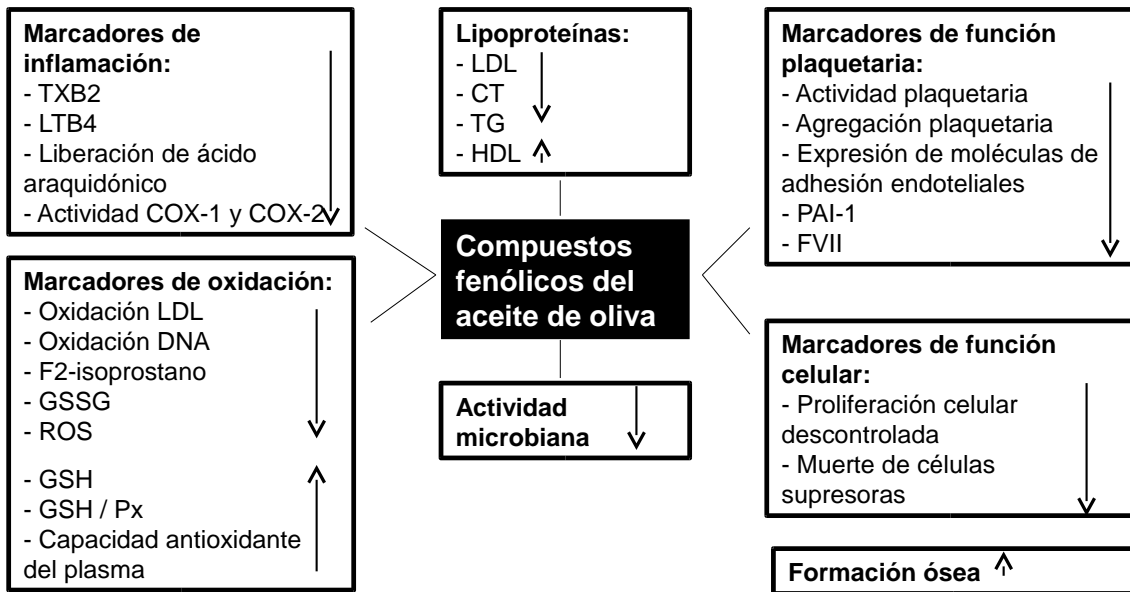 Marcadores de
inflamación:
- TXB2
- LTB4
- Liberación de ácido
araquidónico
- Actividad COX-1 y COX-2
Lipoproteínas:
- LDL
- CT
- TG
- HDL
Marcadores de función
plaquetaria:
- Actividad plaquetaria
- Agregación plaquetaria
- Expresión de moléculas de
adhesión endoteliales
- PAI-1
- FVII
Compuestos
fenólicos del
aceite de oliva
Marcadores de oxidación:
- Oxidación LDL
- Oxidación DNA
- F2-isoprostano
- GSSG
- ROS
- GSH
- GSH / Px
- Capacidad antioxidante
del plasma
Actividad
microbiana
Marcadores de función
celular:
- Proliferación celular
descontrolada
- Muerte de células
supresoras
Formación ósea